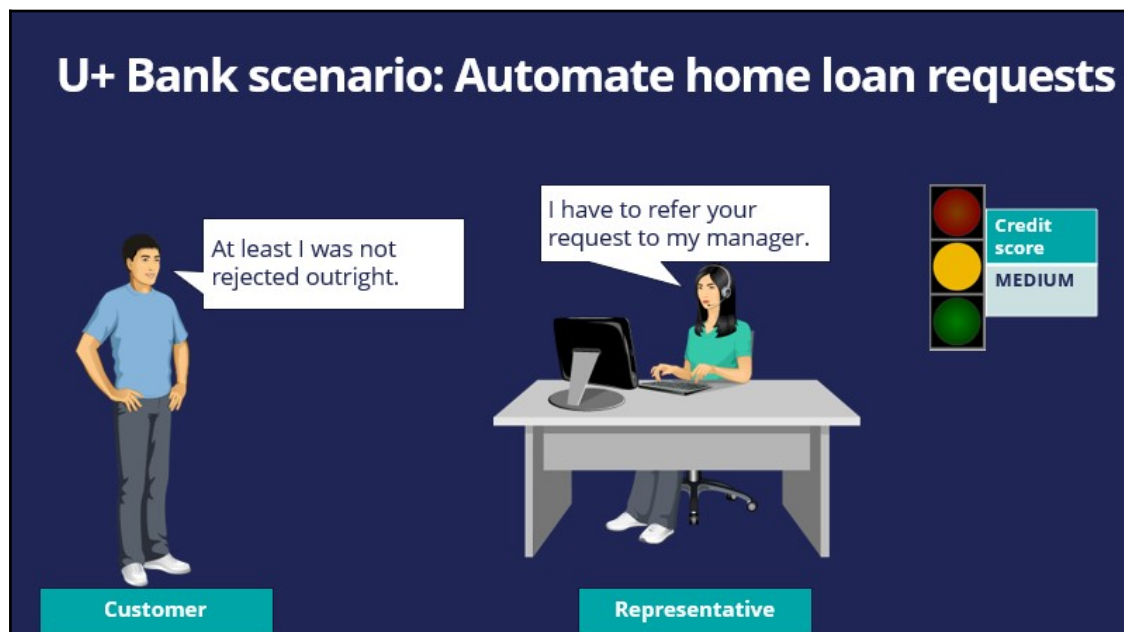 U+ Bank scenario: Automate home loan requests
At least I was not
rejected outright.
I have to refer your
request to my manager.
Credit
score
MEDIUM
Customer
Representative